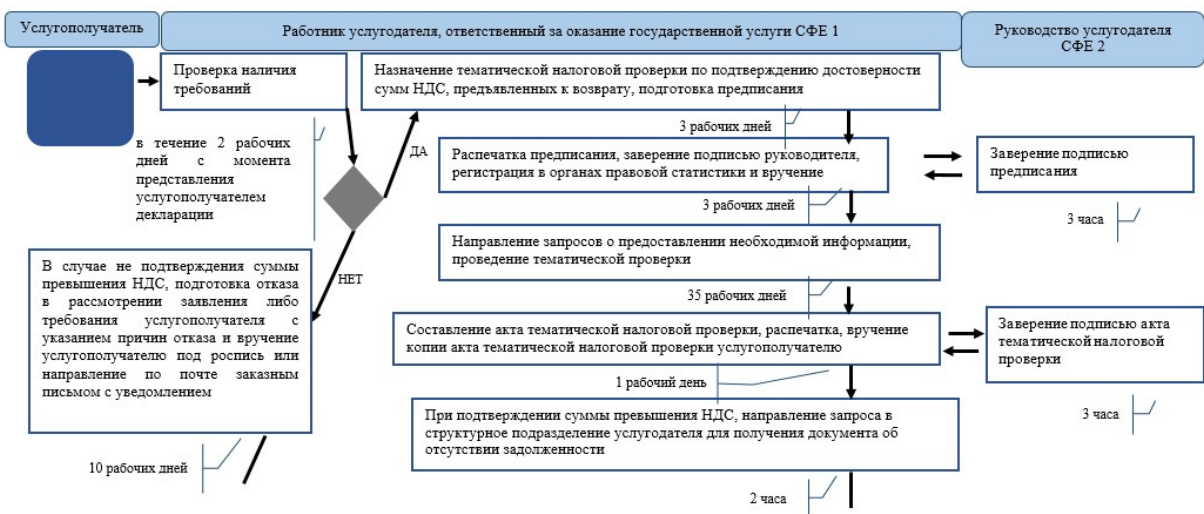 Услугополучатель
Работник услугодателя, ответственный за оказание государственной услуги СФЕ 1
Руководство услугодателя
СФЕ 2
Проверка наличия
требований
Назначение тематической налоговой проверки по подтверждению достоверности
сумм НДС, предъявленных к возврату, подготовка предписания
в течение 2 рабочих
дней с момента
представления
услугополучателем
декларации
ДА
3 рабочих дней
Распечатка предписания, заверение подписью руководителя,
регистрация в органах правовой статистики и вручение
Заверение подписью
предписания
3 рабочих дней
3 часа
Направление запросов о предоставлении необходимой информации,
проведение тематической проверки
НЕТ
В случае не подтверждения суммы
превышения НДС, подготовка отказа
в рассмотрении заявления либо
требования услугополучателя с
указанием причин отказа и вручение
услугополучателю под роспись или
направление по почте заказным
письмом с уведомлением
35 рабочих дней
Составление акта тематической налоговой проверки, распечатка, вручение
копии акта тематической налоговой проверки услугополучателю
Заверение подписью акта
тематической налоговой
проверки
1 рабочий день
3 часа
При подтверждении суммы превышения НДС, направление запроса в
структурное подразделение услугодателя для получения документа об
отсутствии задолженности
10 рабочих дней
2 часа